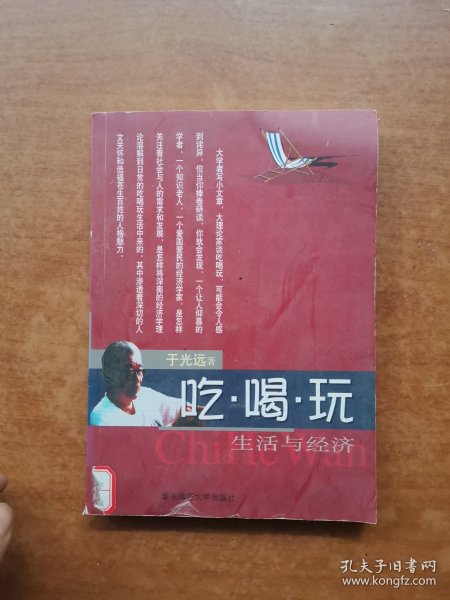 大学者写小文章，大理论家谈吃喝玩，可能会令人感
到诧异，但当你捧卷研读，你就会发现，一个让人仰慕的
学者，一个知识老人，一个爱国爱民的经济学家，是怎样
关注着社会与人的需求和发展，是怎样将深奥的经济学理
论溶解到日常的吃喝玩生活中来的，其中渗透着深切的人
文关怀和造福苍生百姓的人格魅力。
于光远 著
吃·喝·玩
生活与经济
ChiHe Wan
华东师范大学出版社
孔夫子旧书网
www.kongfz.com